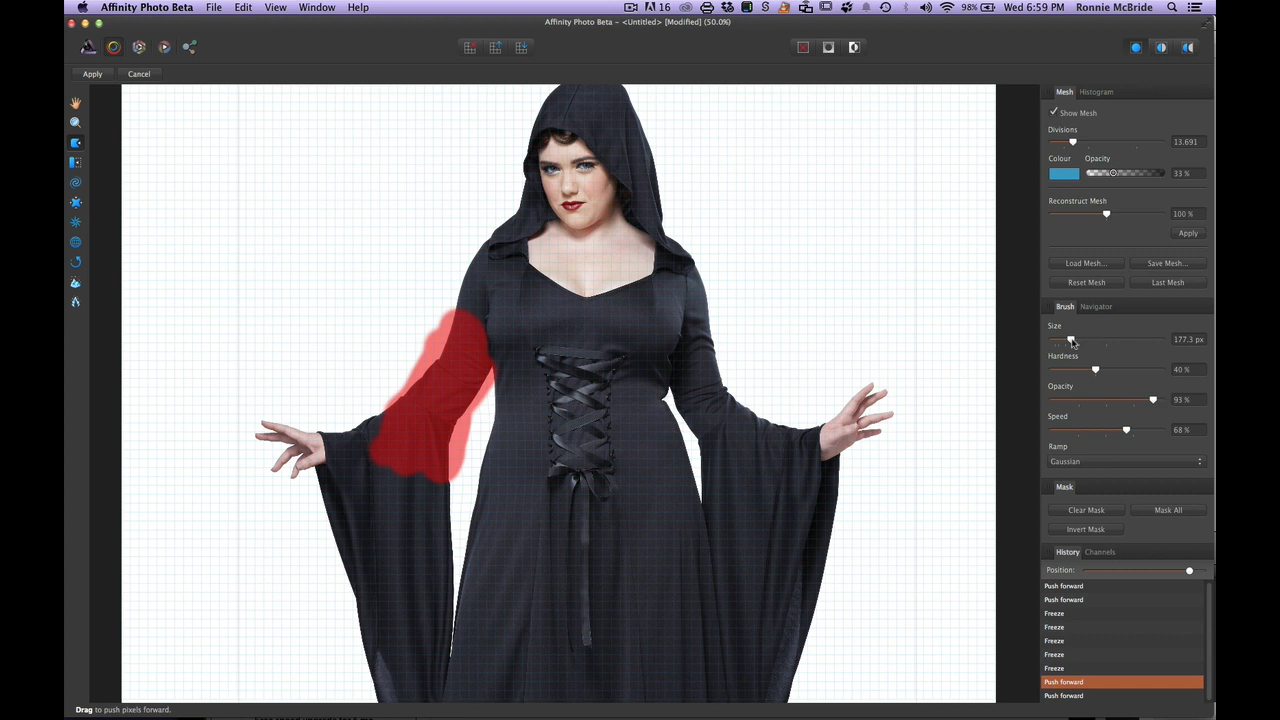 Affinity Photo Beta File Edit View Window Help 16 98% Wed 6:59 PM Ronnie McBride
Affinity Photo Beta - <Untitled> [Modified] (50.0%)
Apply Cancel
Mesh Histogram
Show Mesh
Divisions
13.691
Colour Opacity
33 %
Reconstruct Mesh
100 %
Apply
Load Mesh... Save Mesh...
Reset Mesh Last Mesh
Brush Navigator
Size
177.3 px
Hardness
40 %
Opacity
93 %
Speed
68 %
Ramp
Gaussian
Mask
Clear Mask Mask All
Invert Mask
History Channels
Position:
Push forward
Push forward
Freeze
Freeze
Freeze
Freeze
Freeze
Push forward
Push forward
Drag to push pixels forward.